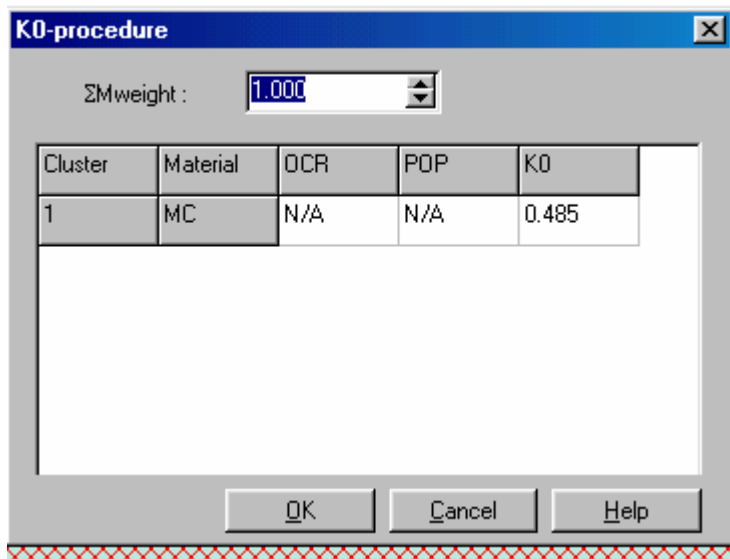 K0-procedure
ΣMweight : 1.000
Cluster Material OCR POP K0
1 MC N/A N/A 0.485
OK Cancel Help